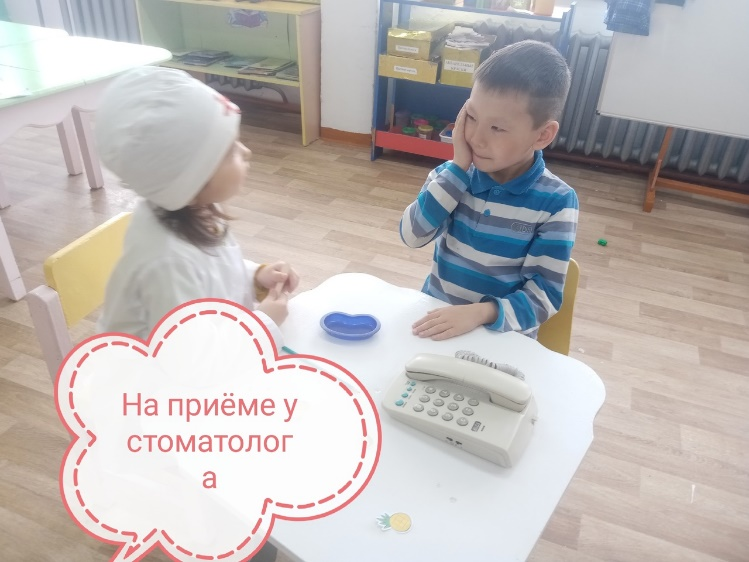 На приёме у
стоматолог
а